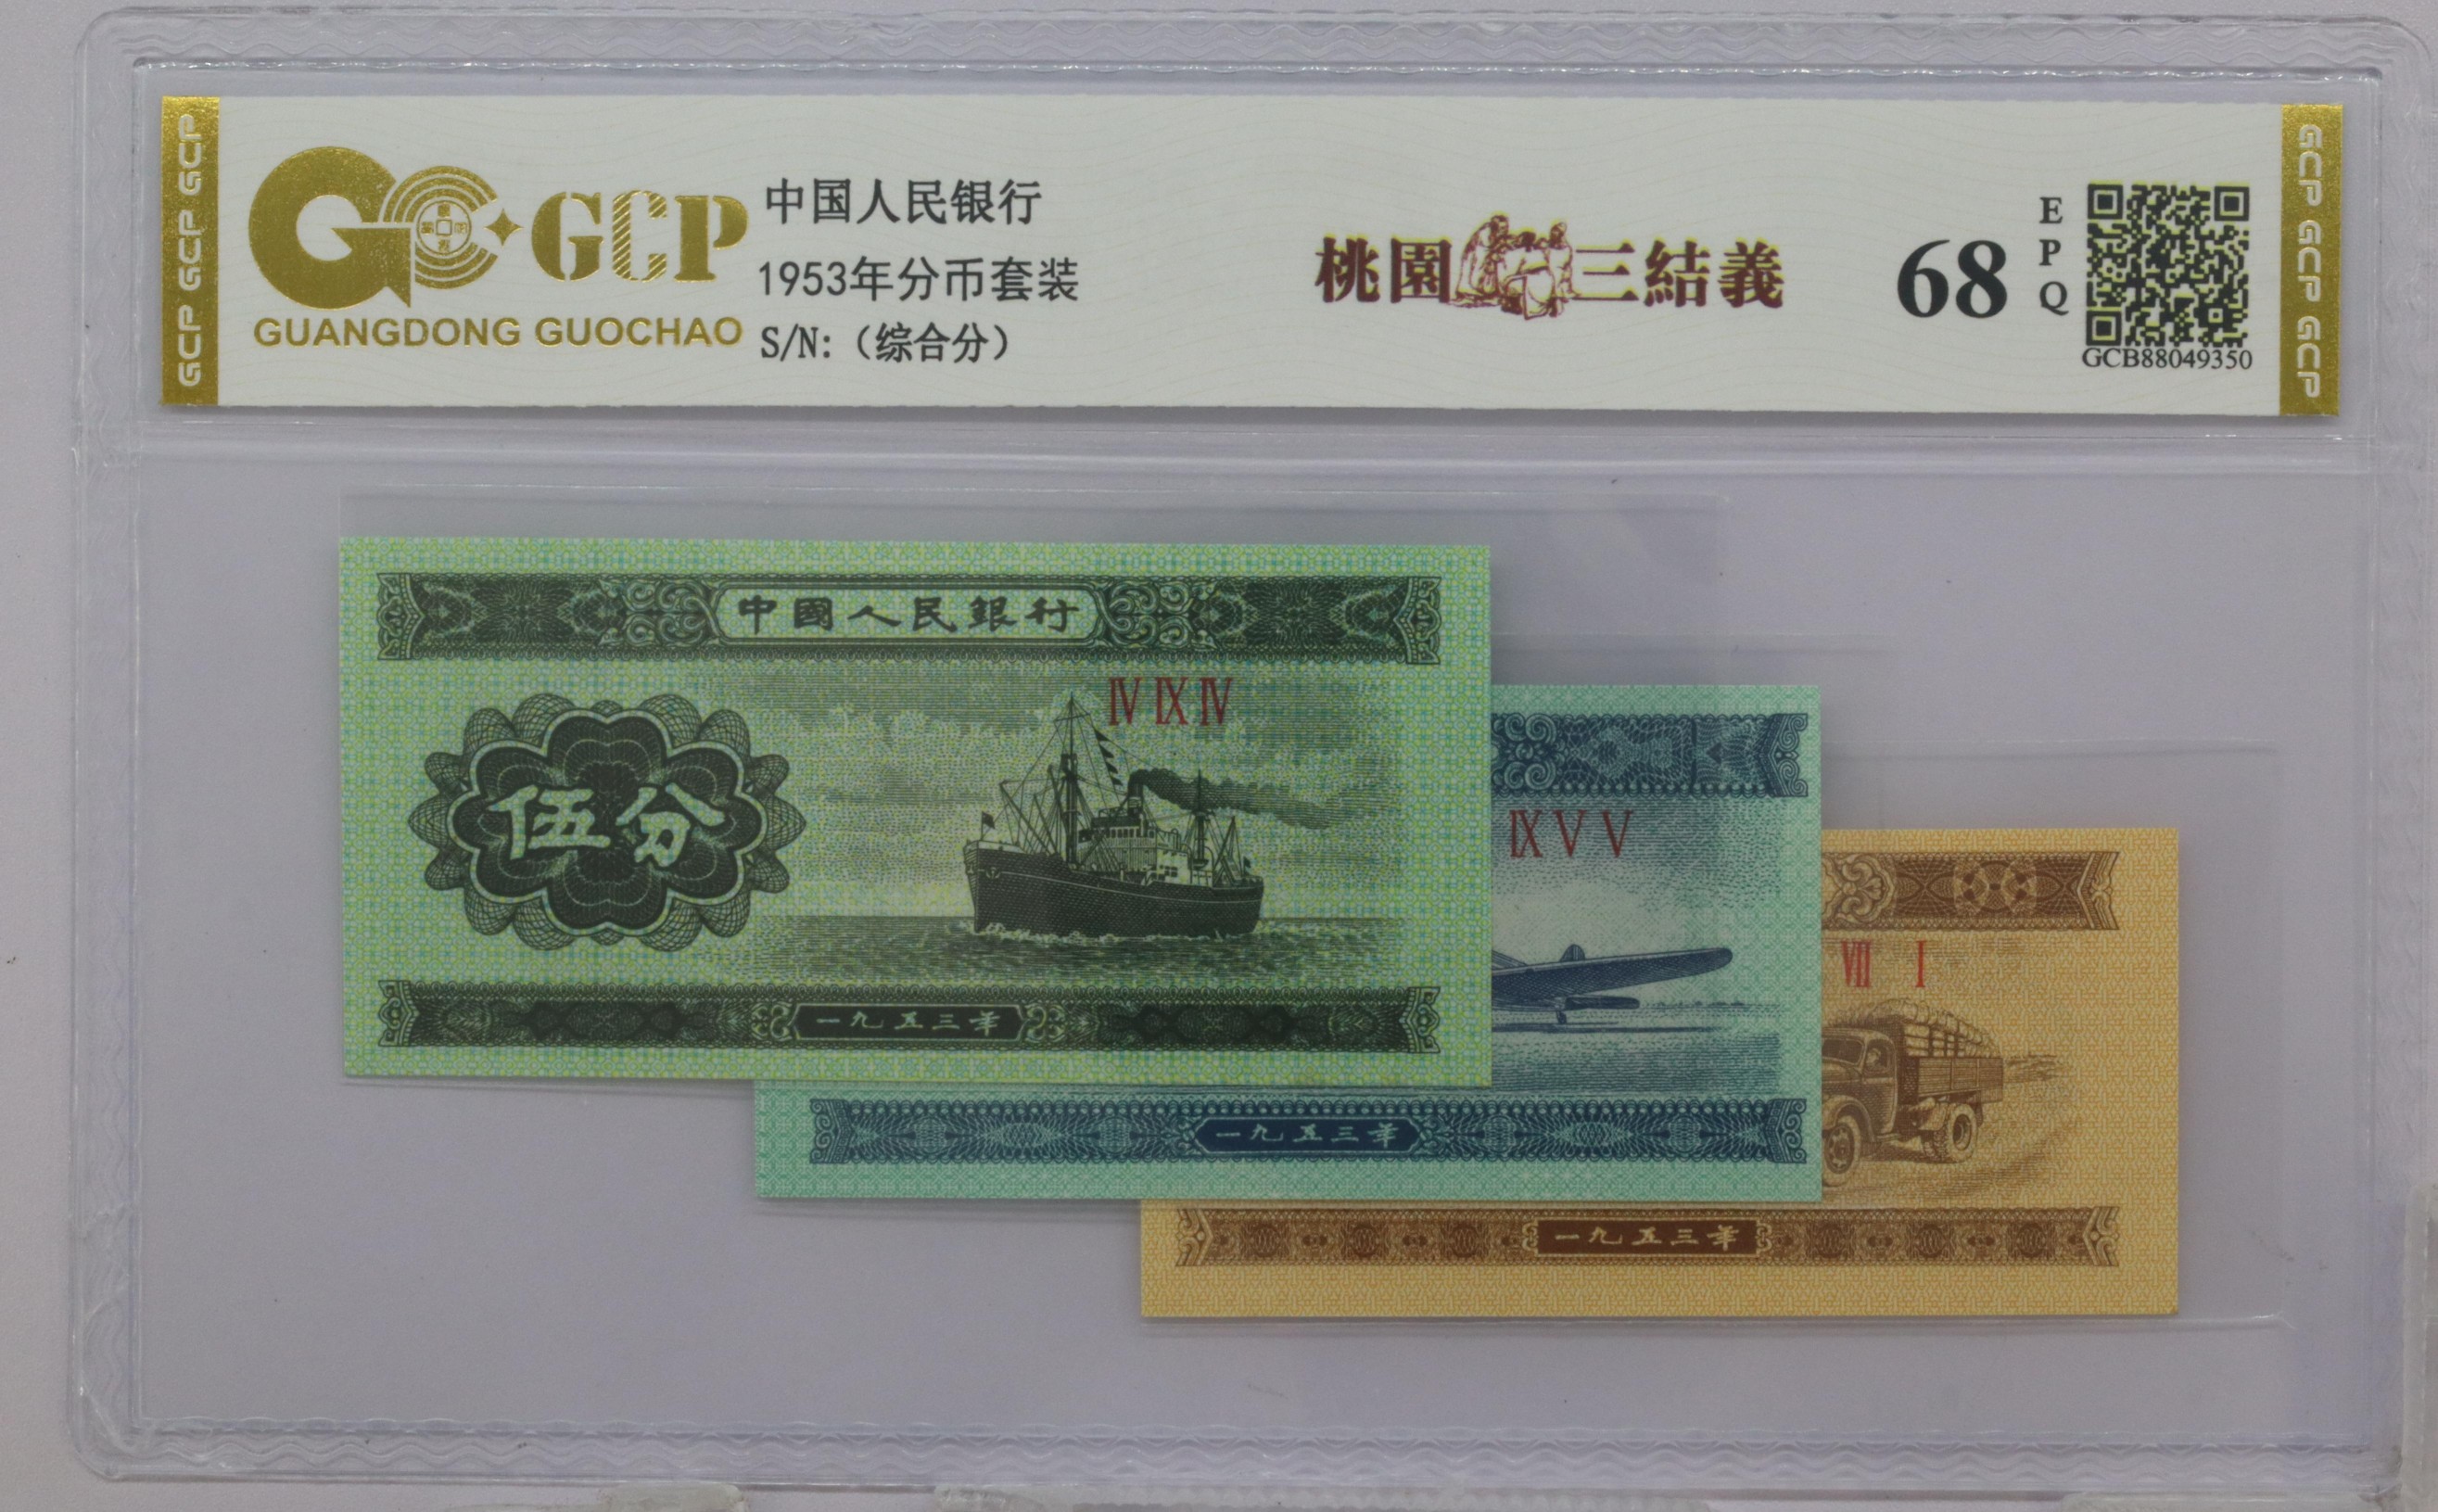 GCP GCP GCP
GCP
GUANGDONG GUOCHAO
中国人民银行
1953年分币套装
S/N:（综合分）
桃園三結義
68
EPQ
GCB88049350
GCP GCP GCP
中國人民銀行
IV IX IV
伍分
一九五三年
IX V V
一九五三年
VII I
一九五三年